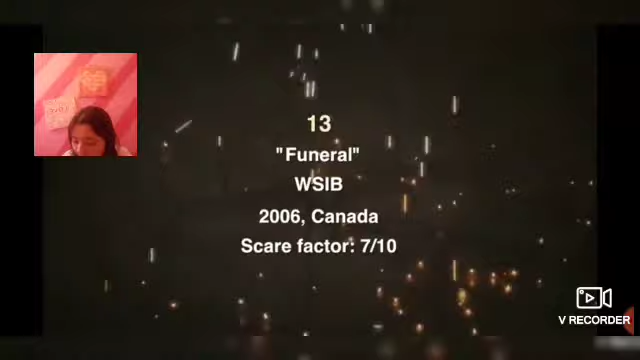 13
"Funeral"
WSIB
2006, Canada
Scare factor: 7/10
V RECORDER